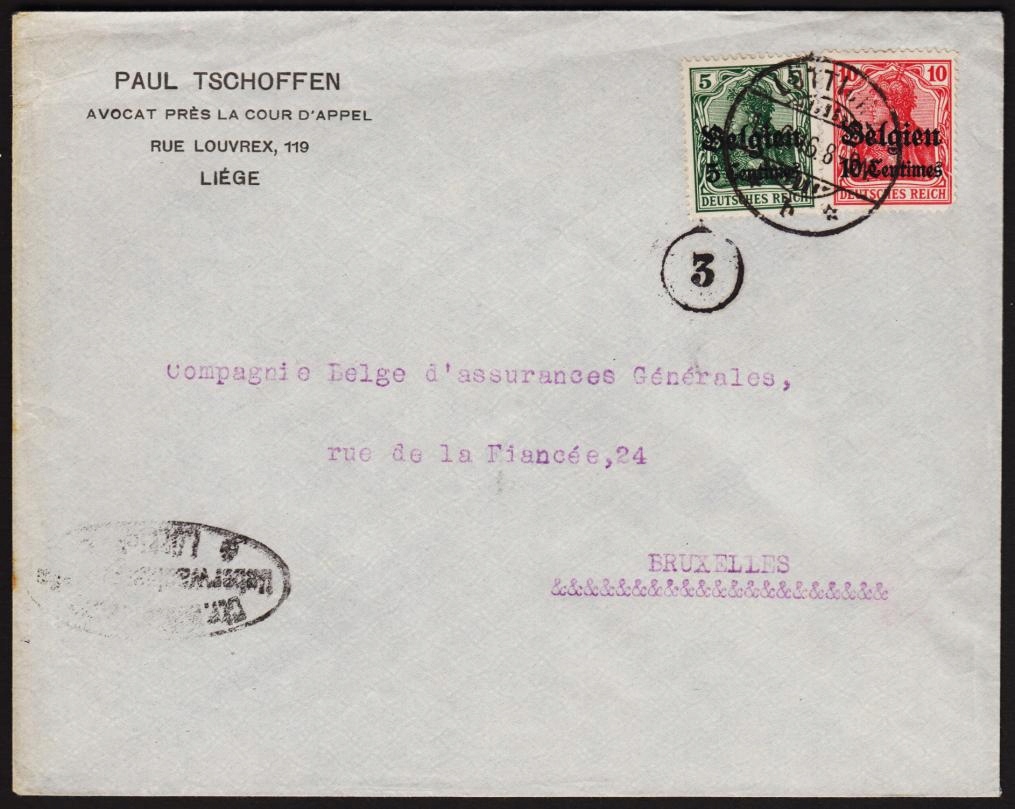 PAUL TSCHOFFEN
AVOCAT PRÈS LA COUR D'APPEL
RUE LOUVREX, 119
LIÉGE
5 5
Belgien
5 Centimes
DEUTSCHES REICH
10 10
Belgien
10 Centimes
DEUTSCHES REICH
3
Compagnie Belge d'assurances Générales,
rue de la Fiancée,24
BRUXELLES
&&&&&&&&&&&&&&&&&&&&&